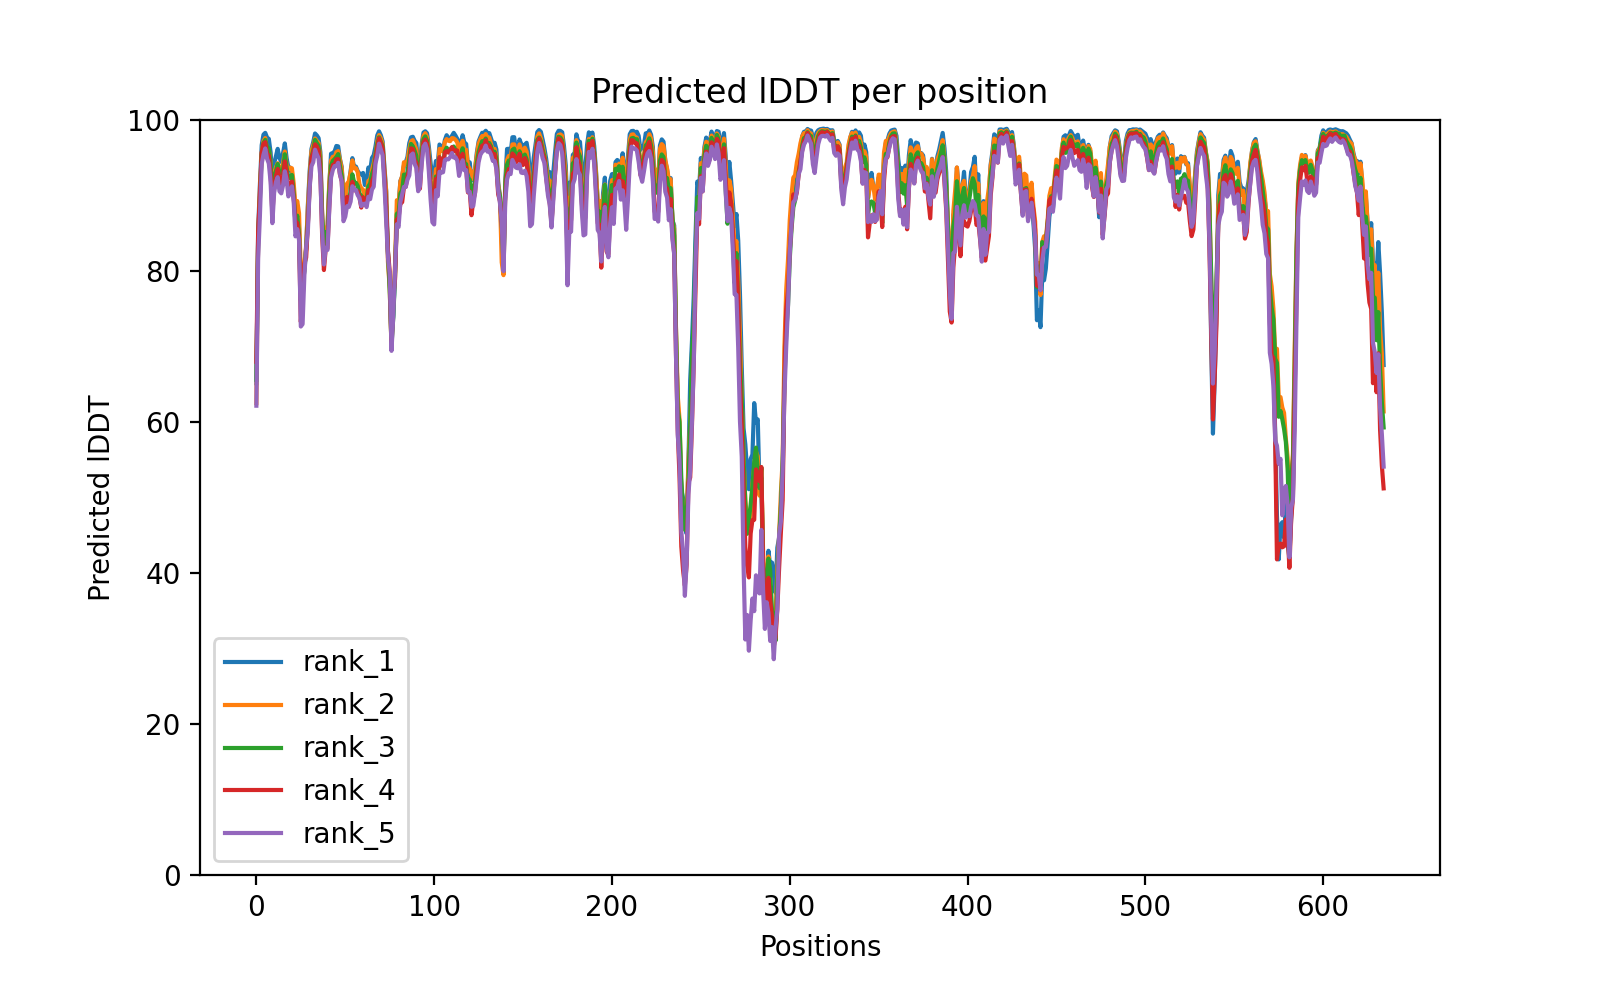 Predicted lDDT per position
100
80
60
40
20
0
Predicted lDDT
rank_1
rank_2
rank_3
rank_4
rank_5
0 100 200 300 400 500 600
Positions